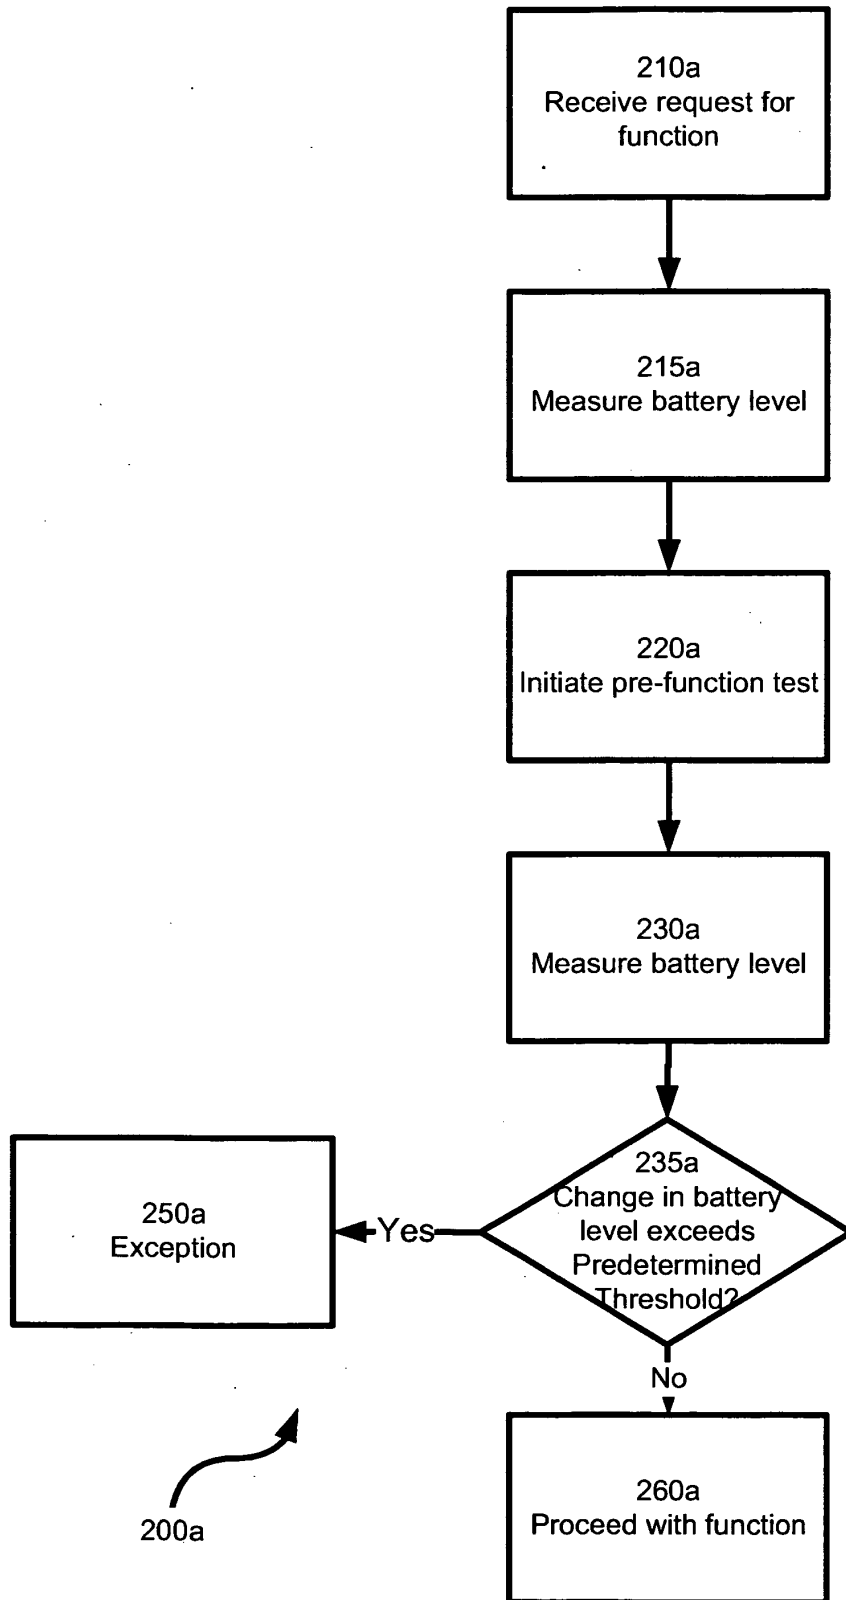 210a
Receive request for
function
215a
Measure battery level
220a
Initiate pre-function test
230a
Measure battery level
235a
Change in battery
level exceeds
Predetermined
Threshold?
Yes
250a
Exception
No
260a
Proceed with function
200a